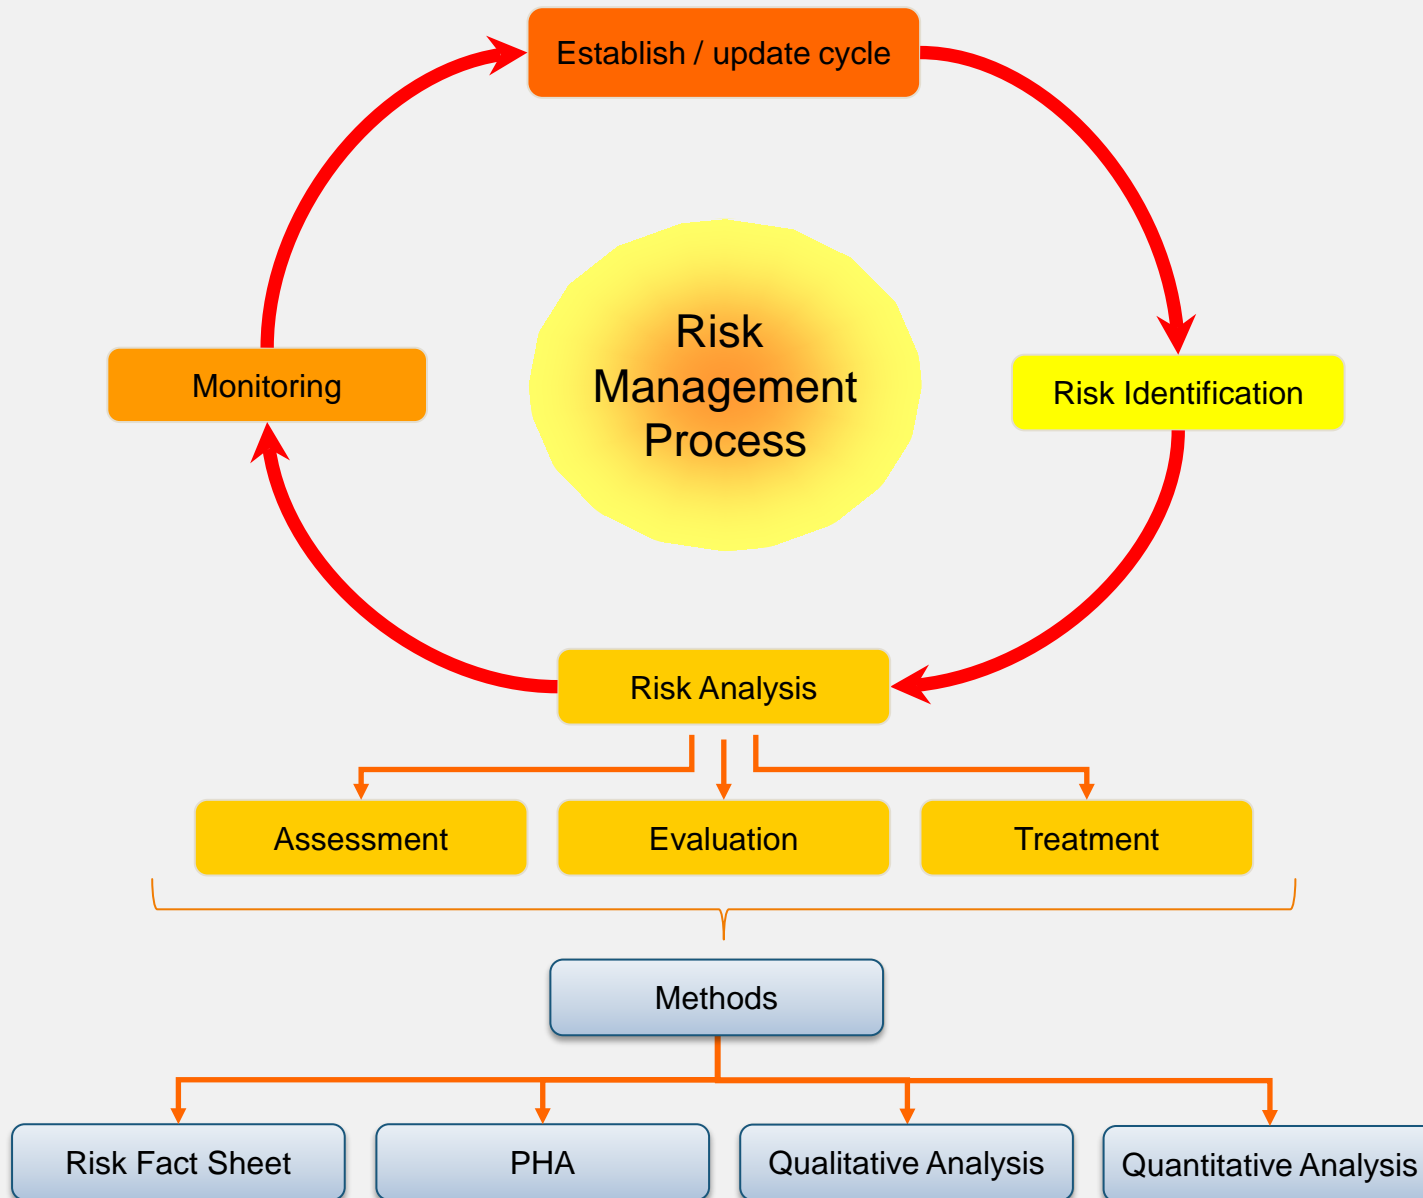 Establish / update cycle
Risk
Management
Process
Monitoring
Risk Identification
Risk Analysis
Assessment
Evaluation
Treatment
Methods
Risk Fact Sheet
PHA
Qualitative Analysis
Quantitative Analysis